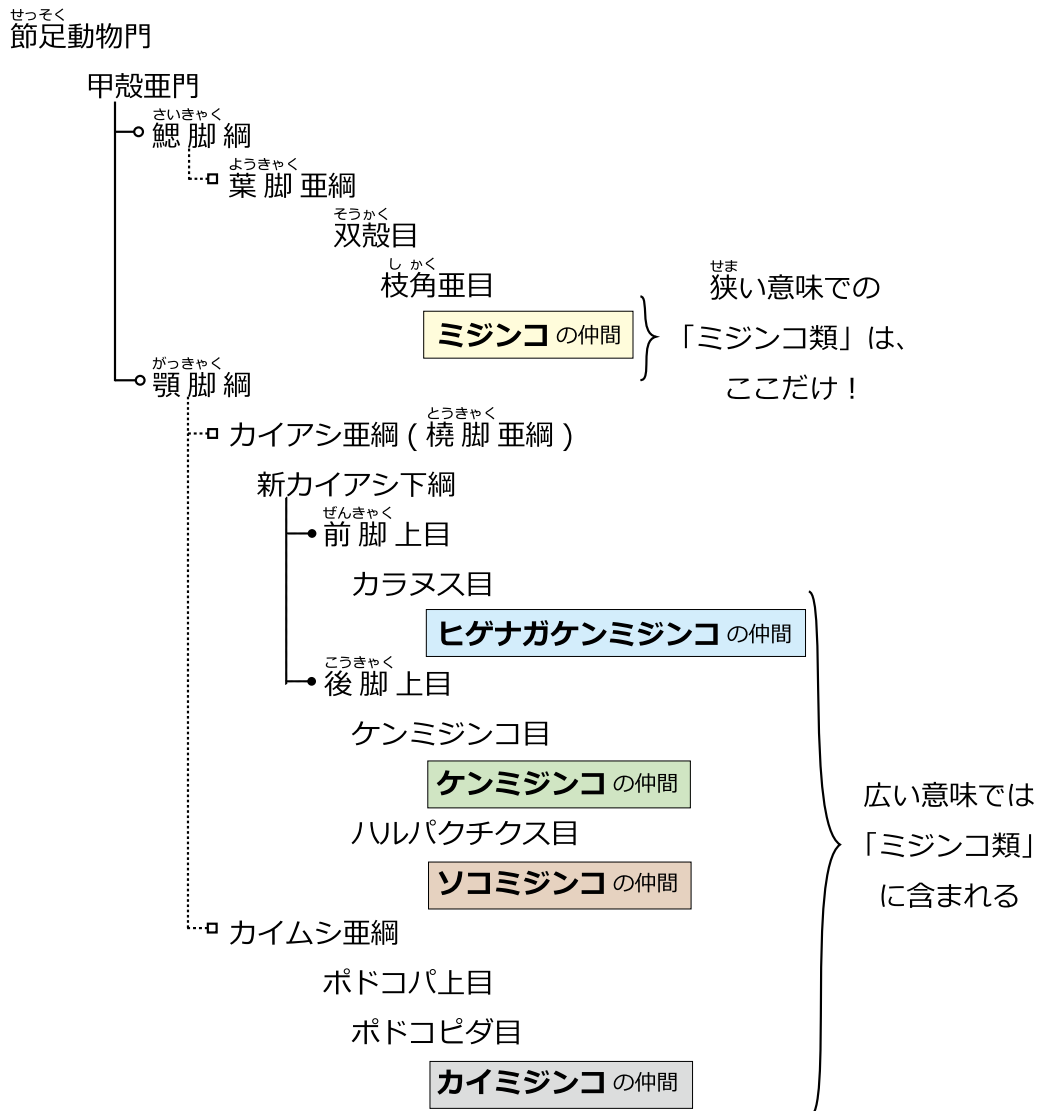 せっそく
節足動物門
甲殻亜門
さいきゃく
鰓脚綱
ようきゃく
葉脚亜綱
そうかく
双殻目
しかく
枝角亜目
ミジンコの仲間
せま
狭い意味での
「ミジンコ類」は、
ここだけ！
がっきゃく
顎脚綱
とうきゃく
カイアシ亜綱(橈脚亜綱)
新カイアシ下綱
ぜんきゃく
前脚上目
カラヌス目
ヒゲナガケンミジンコの仲間
こうきゃく
後脚上目
ケンミジンコ目
ケンミジンコの仲間
ハルパクチクス目
ソコミジンコの仲間
カイムシ亜綱
ポドコパ上目
ポドコピダ目
カイミジンコの仲間
広い意味では
「ミジンコ類」
に含まれる